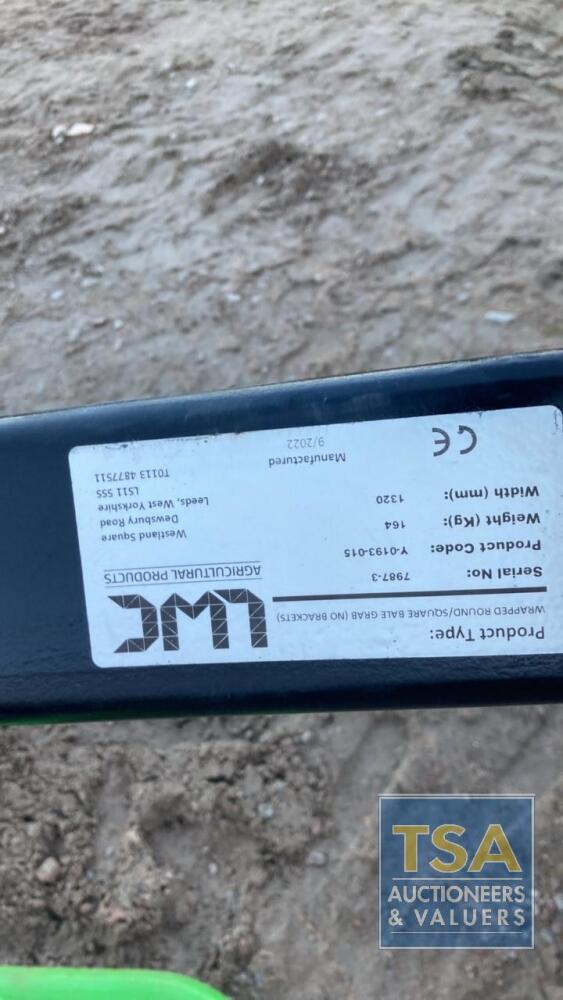 Product Type:
WRAPPED ROUND/SQUARE BALE GRAB (NO BRACKETS)
Serial No: 7987-3
Product Code: Y-0193-015
Weight (Kg): 164
Width (mm): 1320
CE
Manufactured
9/2022
LWC
AGRICULTURAL PRODUCTS
Westland Square
Dewsbury Road
Leeds, West Yorkshire
LS11 5SS
T0113 4877511
TSA
AUCTIONEERS
& VALUERS